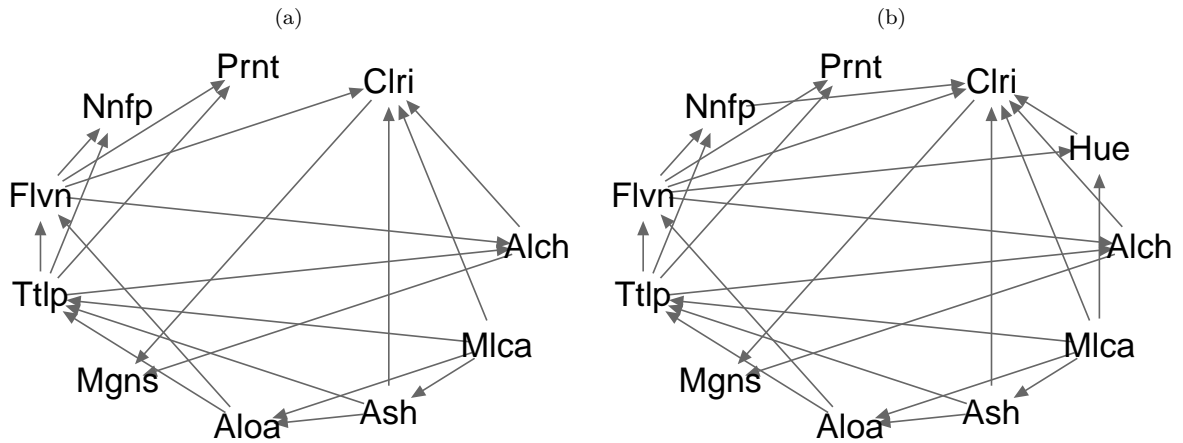 (a)
Prnt
Clri
Nnfp
Flvn
Alch
Ttlp
Mlca
Mgns
Ash
Aloa
(b)
Prnt
Clri
Nnfp
Hue
Flvn
Alch
Ttlp
Mlca
Mgns
Ash
Aloa